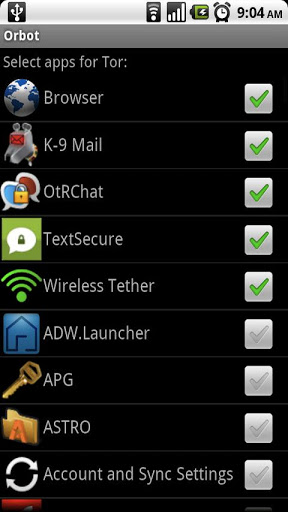 9:04 AM
Orbot
Select apps for Tor:
Browser
K-9 Mail
OtRChat
TextSecure
Wireless Tether
ADW.Launcher
APG
ASTRO
Account and Sync Settings